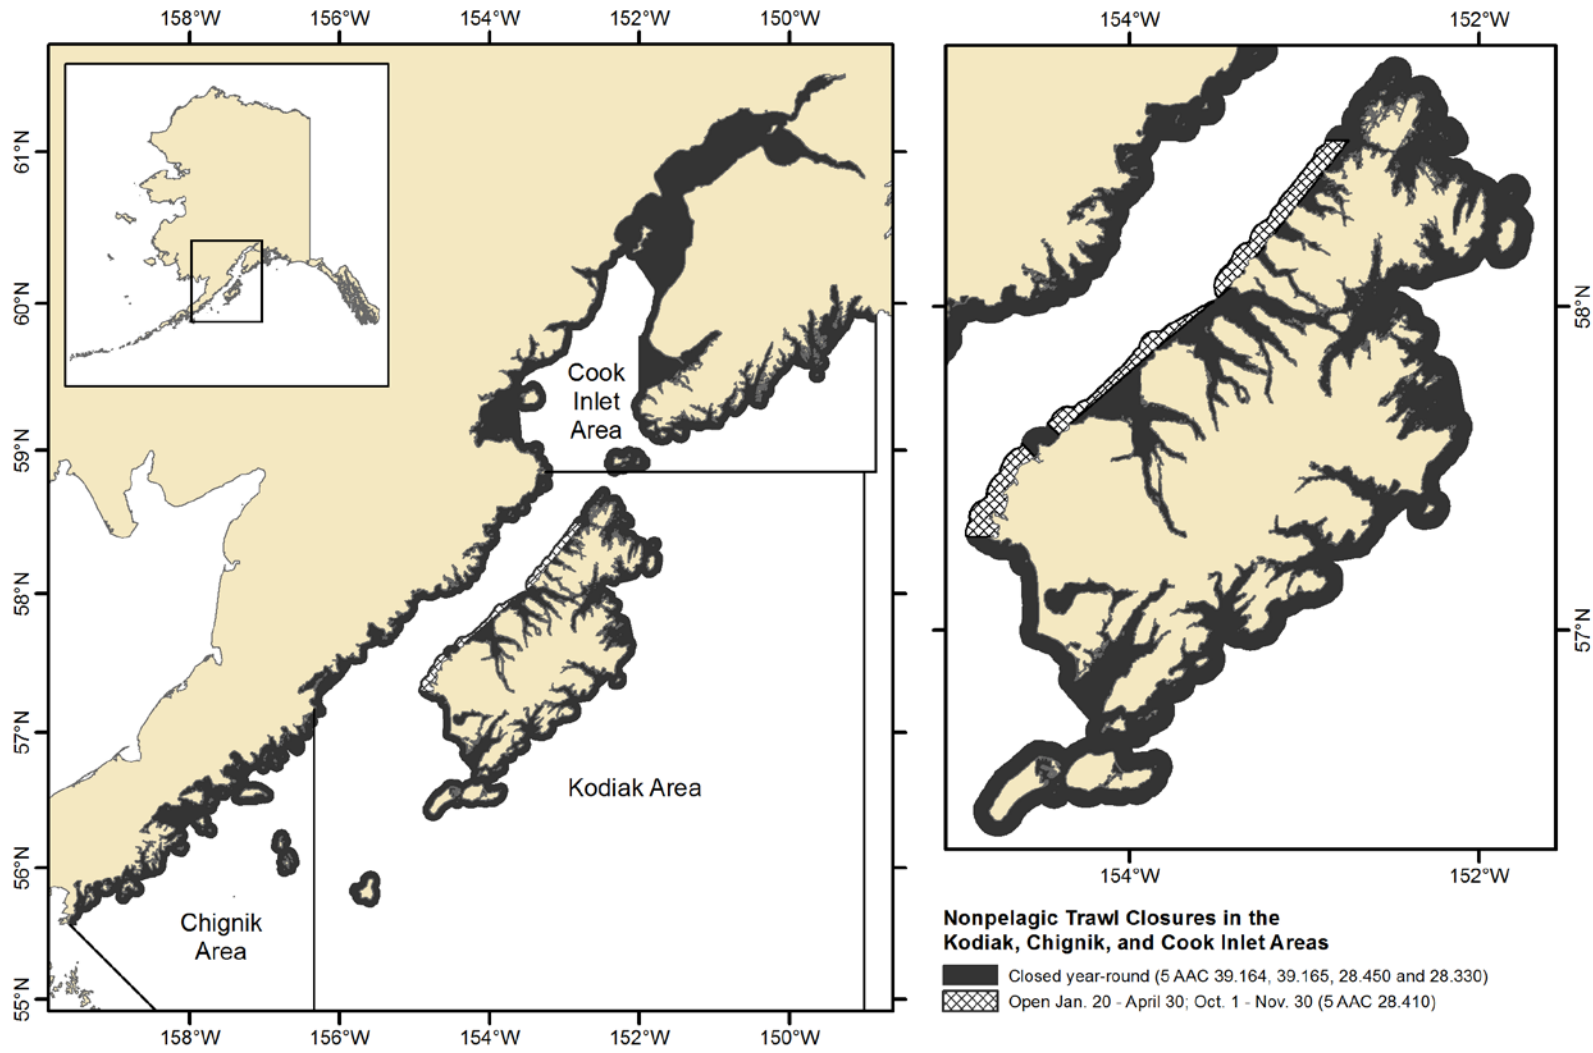 158°W 156°W 154°W 152°W 150°W
154°W 152°W
61°N
60°N
59°N
58°N
57°N
56°N
55°N
Cook
Inlet
Area
Kodiak Area
Chignik
Area
158°W 156°W 154°W 152°W 150°W
58°N
57°N
154°W 152°W
Nonpelagic Trawl Closures in the
Kodiak, Chignik, and Cook Inlet Areas
Closed year-round (5 AAC 39.164, 39.165, 28.450 and 28.330)
Open Jan. 20 - April 30; Oct. 1 - Nov. 30 (5 AAC 28.410)